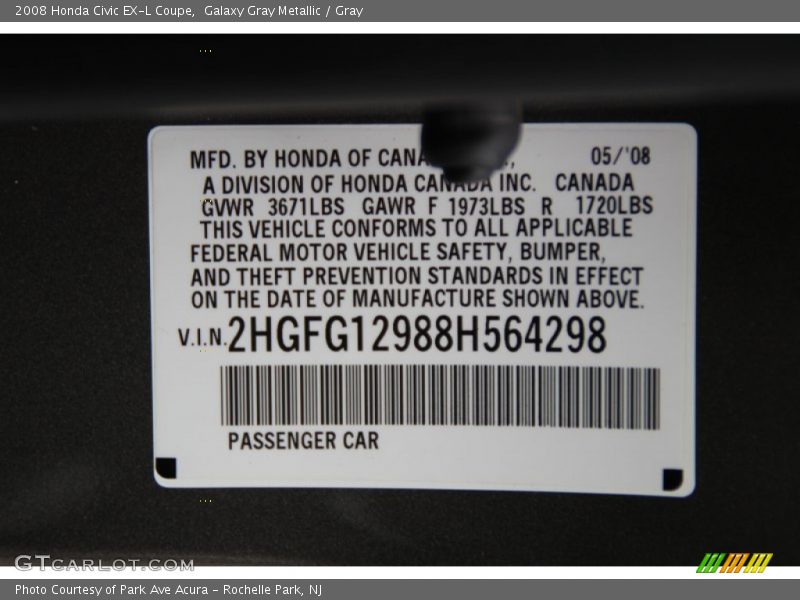 2008 Honda Civic EX-L Coupe,  Galaxy Gray Metallic / Gray
MFD. BY HONDA OF 05/'08
A DIVISION OF HONDA CANADA INC. CANADA
GVWR 3671LBS GAWR F 1973LBS R 1720LBS
THIS VEHICLE CONFORMS TO ALL APPLICABLE
FEDERAL MOTOR VEHICLE SAFETY, BUMPER,
AND THEFT PREVENTION STANDARDS IN EFFECT
ON THE DATE OF MANUFACTURE SHOWN ABOVE.
V.I.N. 2HGFG12988H564298
PASSENGER CAR
GTCARLOT.COM
Photo Courtesy of Park Ave Acura - Rochelle Park, NJ